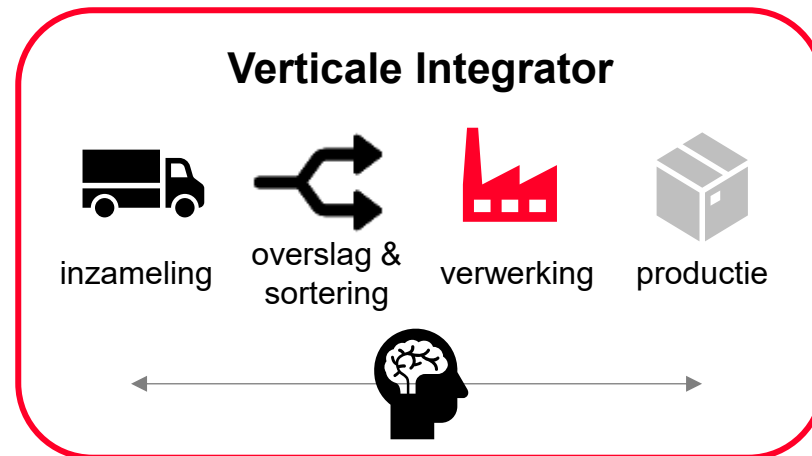 Verticale Integrator
inzameling
overslag &
sortering
verwerking
productie